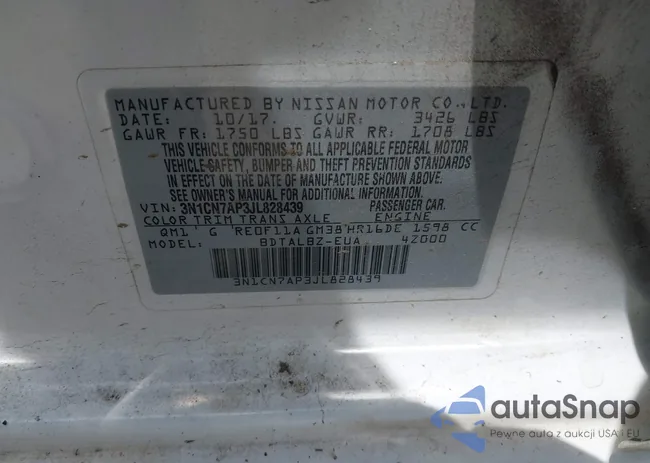 MANUFACTURED BY NISSAN MOTOR CO., LTD.
DATE: 10/17. GVWR: 3426 LBS
GAWR FR: 1750 LBS GAWR RR: 1708 LBS
THIS VEHICLE CONFORMS TO ALL APPLICABLE FEDERAL MOTOR
VEHICLE SAFETY, BUMPER AND THEFT PREVENTION STANDARDS
IN EFFECT ON THE DATE OF MANUFACTURE SHOWN ABOVE.
SEE OWNER'S MANUAL FOR ADDITIONAL INFORMATION.
VIN: 3N1CN7AP3JL828439 PASSENGER CAR.
COLOR TRIM TRANS AXLE ENGINE
QM1 G RE0F11A GM38 HR16DE 1598 CC
MODEL: BDTALBZ-EUA 4Z000
3N1CN7AP3JL828439
autoSnap
Pewne auta z aukcji USA i EU